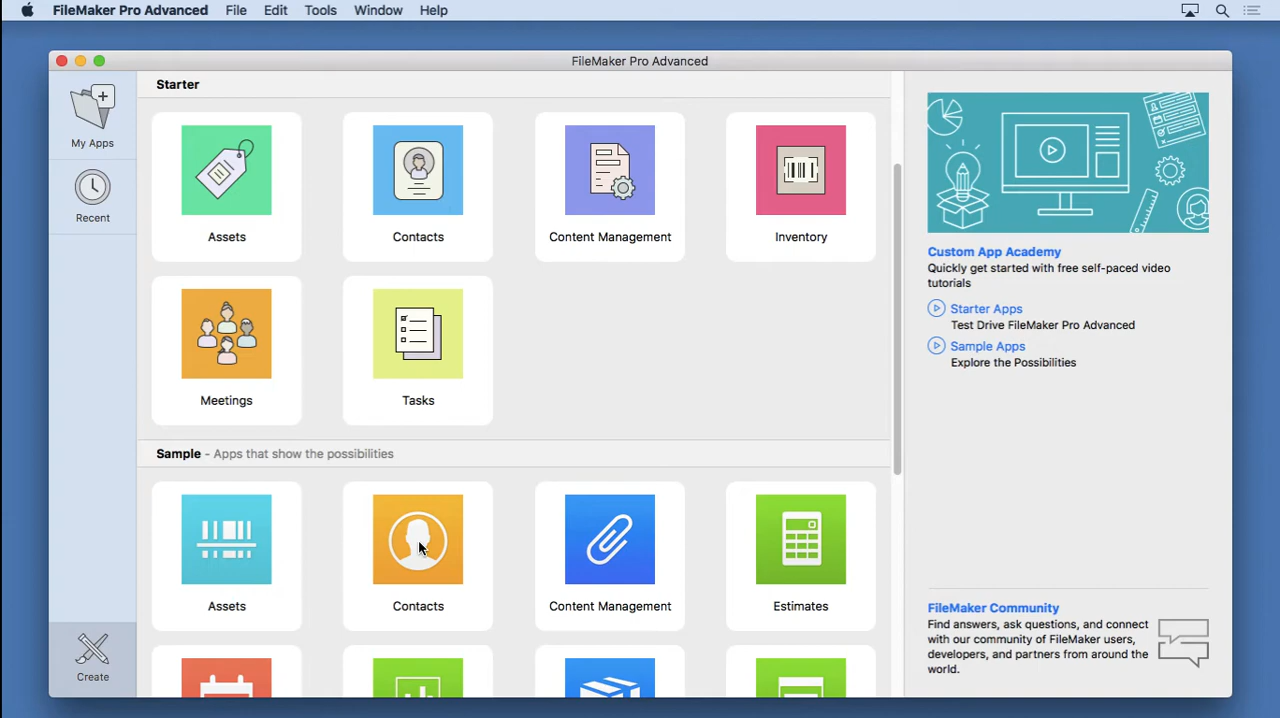 FileMaker Pro Advanced File Edit Tools Window Help
FileMaker Pro Advanced
My Apps
Recent
Create
Starter
Assets
Contacts
Content Management
Inventory
Meetings
Tasks
Sample - Apps that show the possibilities
Assets
Contacts
Content Management
Estimates
Custom App Academy
Quickly get started with free self-paced video
tutorials
Starter Apps
Test Drive FileMaker Pro Advanced
Sample Apps
Explore the Possibilities
FileMaker Community
Find answers, ask questions, and connect
with our community of FileMaker users,
developers, and partners from around the
world.